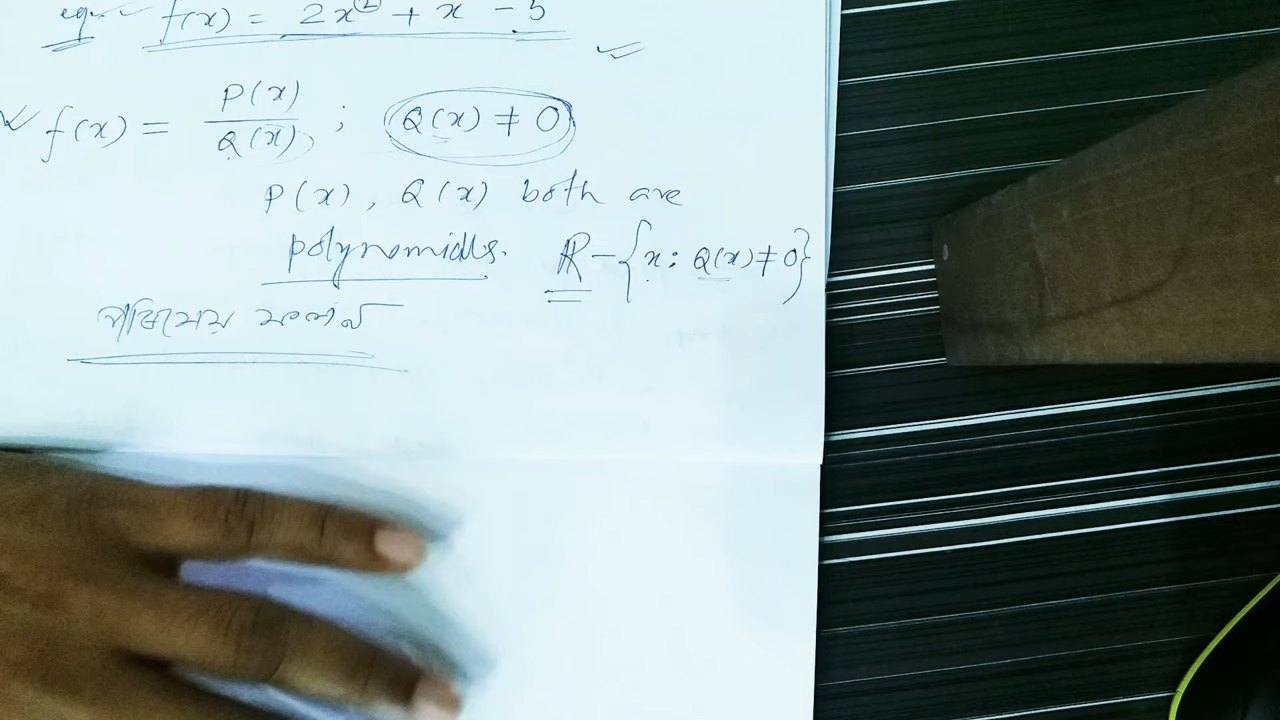 f(x) = 2x² + x - 5
f(x) = P(x) / Q(x) ; Q(x) ≠ 0
P(x), Q(x) both are
polynomials. ℝ - {x : Q(x) ≠ 0}
ফাংশান